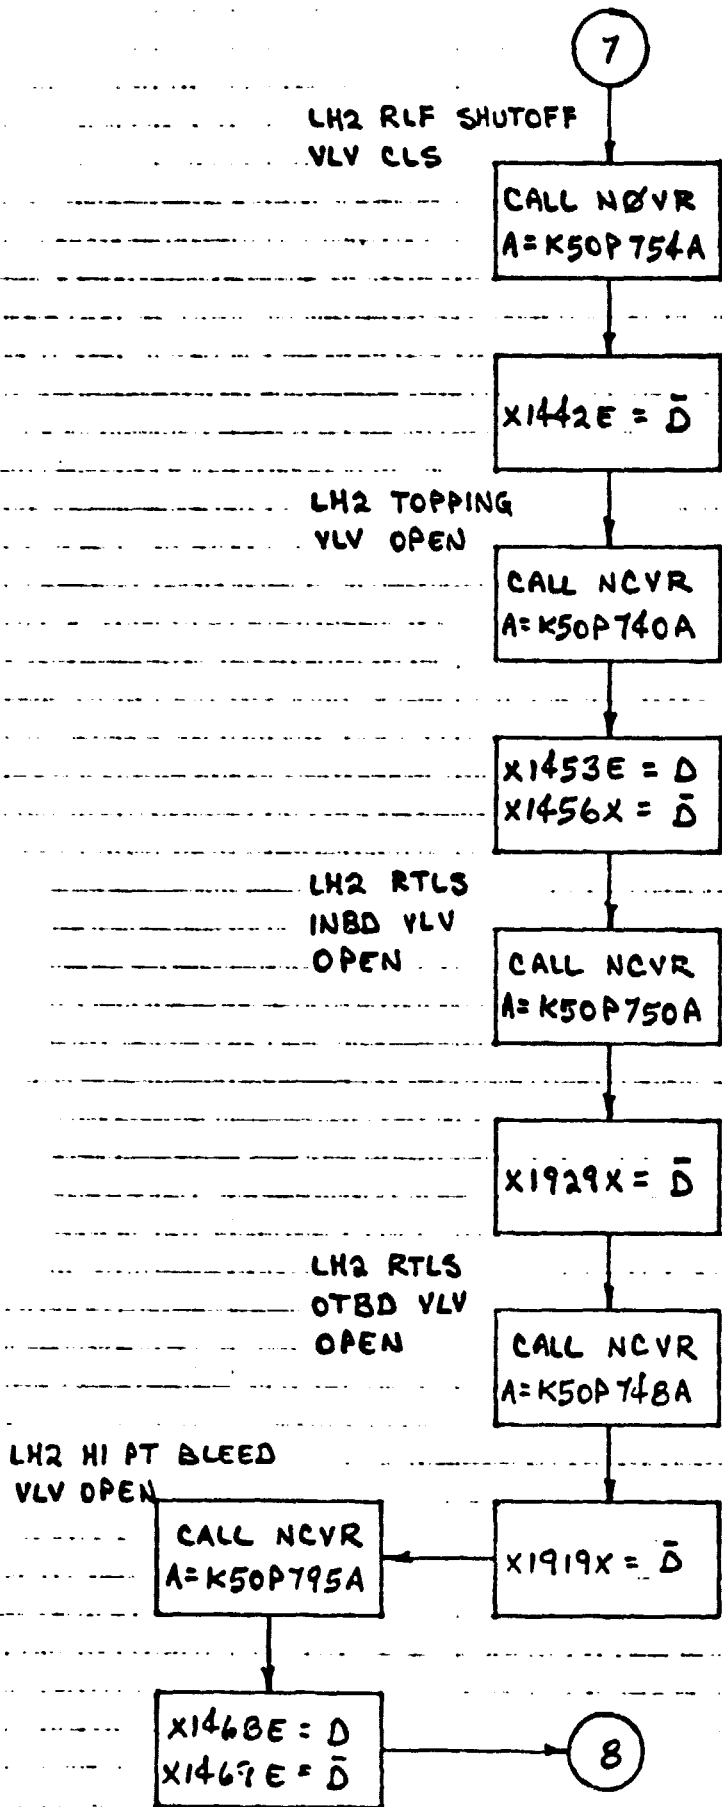 7
LH2 RLF SHUTOFF
VLV CLS
CALL NØVR
A=K50P754A
X1442E = D̄
LH2 TOPPING
VLV OPEN
CALL NCVR
A=K50P740A
X1453E = D
X1456X = D̄
LH2 RTLS
INBD VLV
OPEN
CALL NCVR
A=K50P750A
X1929X = D̄
LH2 RTLS
OTBD VLV
OPEN
CALL NCVR
A=K50P748A
X1919X = D̄
LH2 HI PT BLEED
VLV OPEN
CALL NCVR
A=K50P795A
X1468E = D
D̄
8